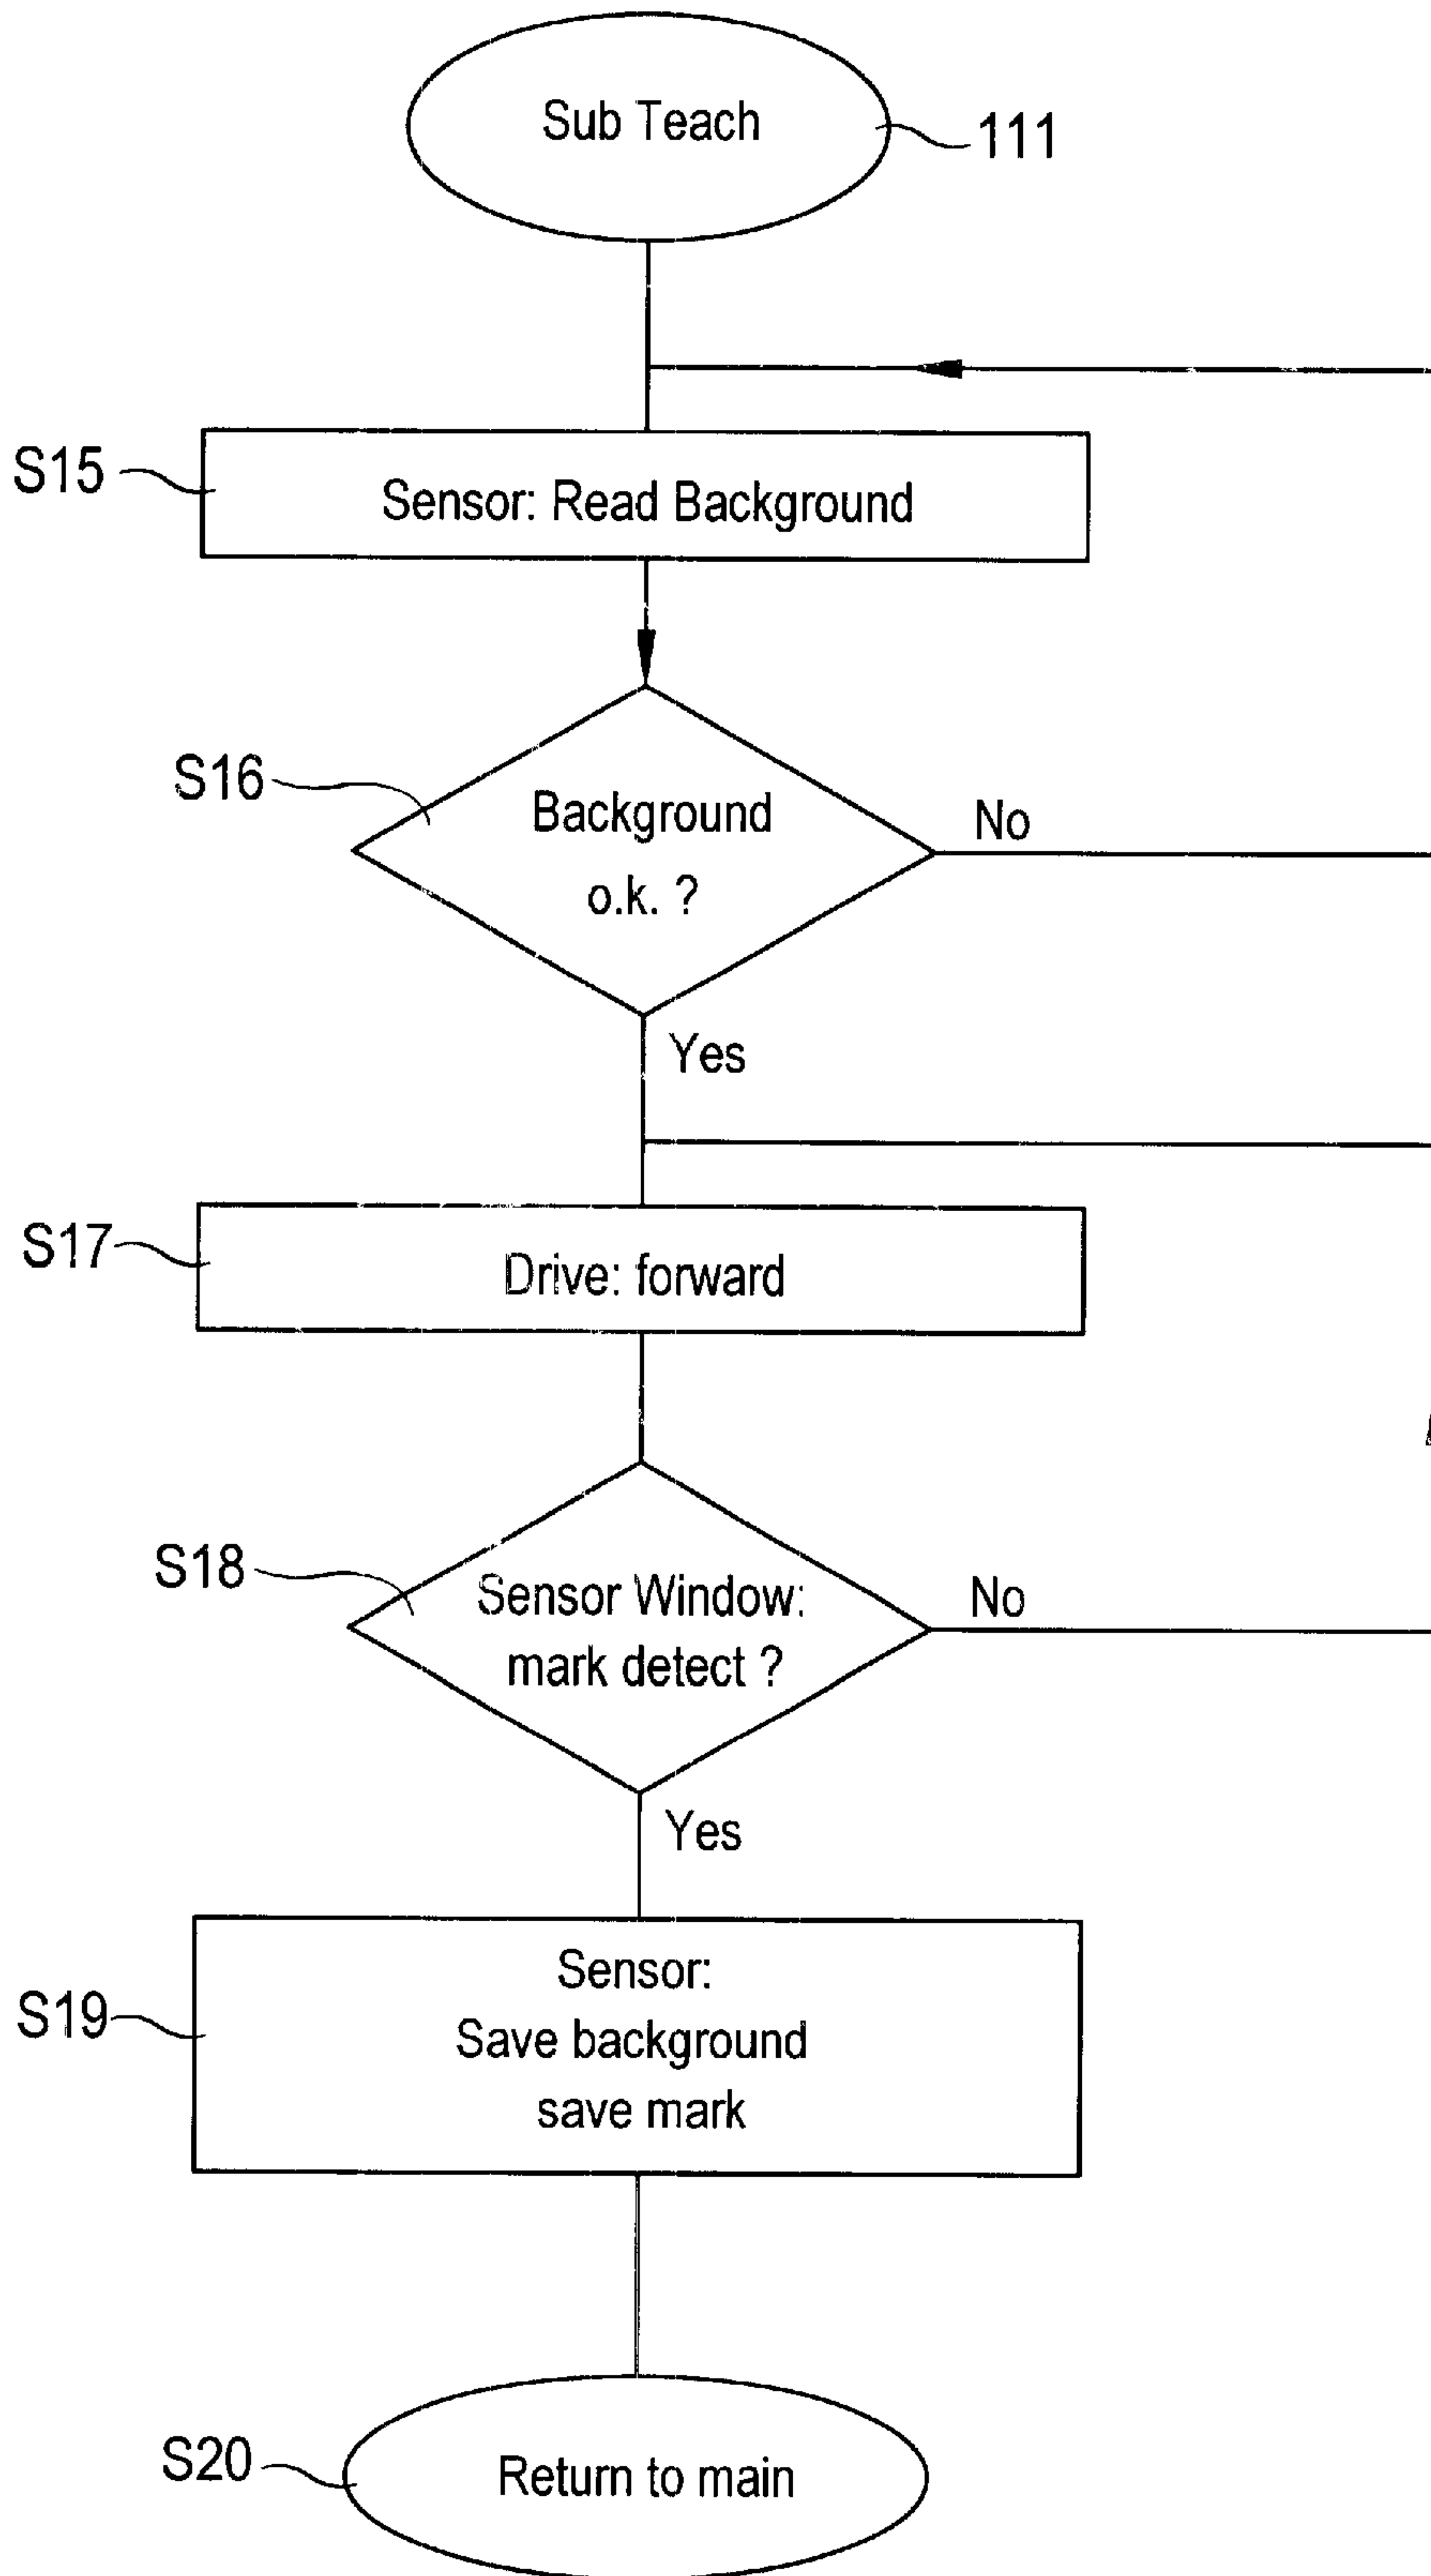 Sub Teach
111
S15
Sensor: Read Background
S16
Background
o.k. ?
No
Yes
S17
Drive: forward
S18
Sensor Window:
mark detect ?
No
Yes
S19
Sensor:
Save background
save mark
S20
Return to main